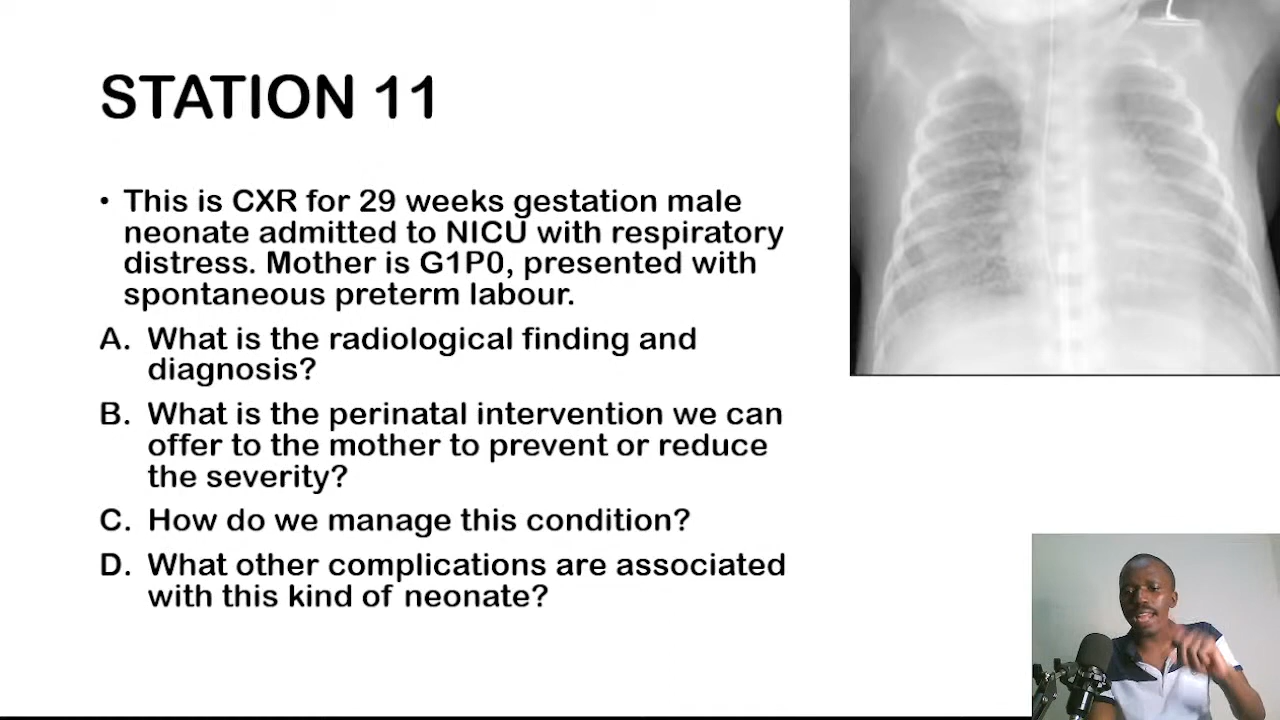 STATION 11
• This is CXR for 29 weeks gestation male
neonate admitted to NICU with respiratory
distress. Mother is G1P0, presented with
spontaneous preterm labour.
A. What is the radiological finding and
diagnosis?
B. What is the perinatal intervention we can
offer to the mother to prevent or reduce
the severity?
C. How do we manage this condition?
D. What other complications are associated
with this kind of neonate?